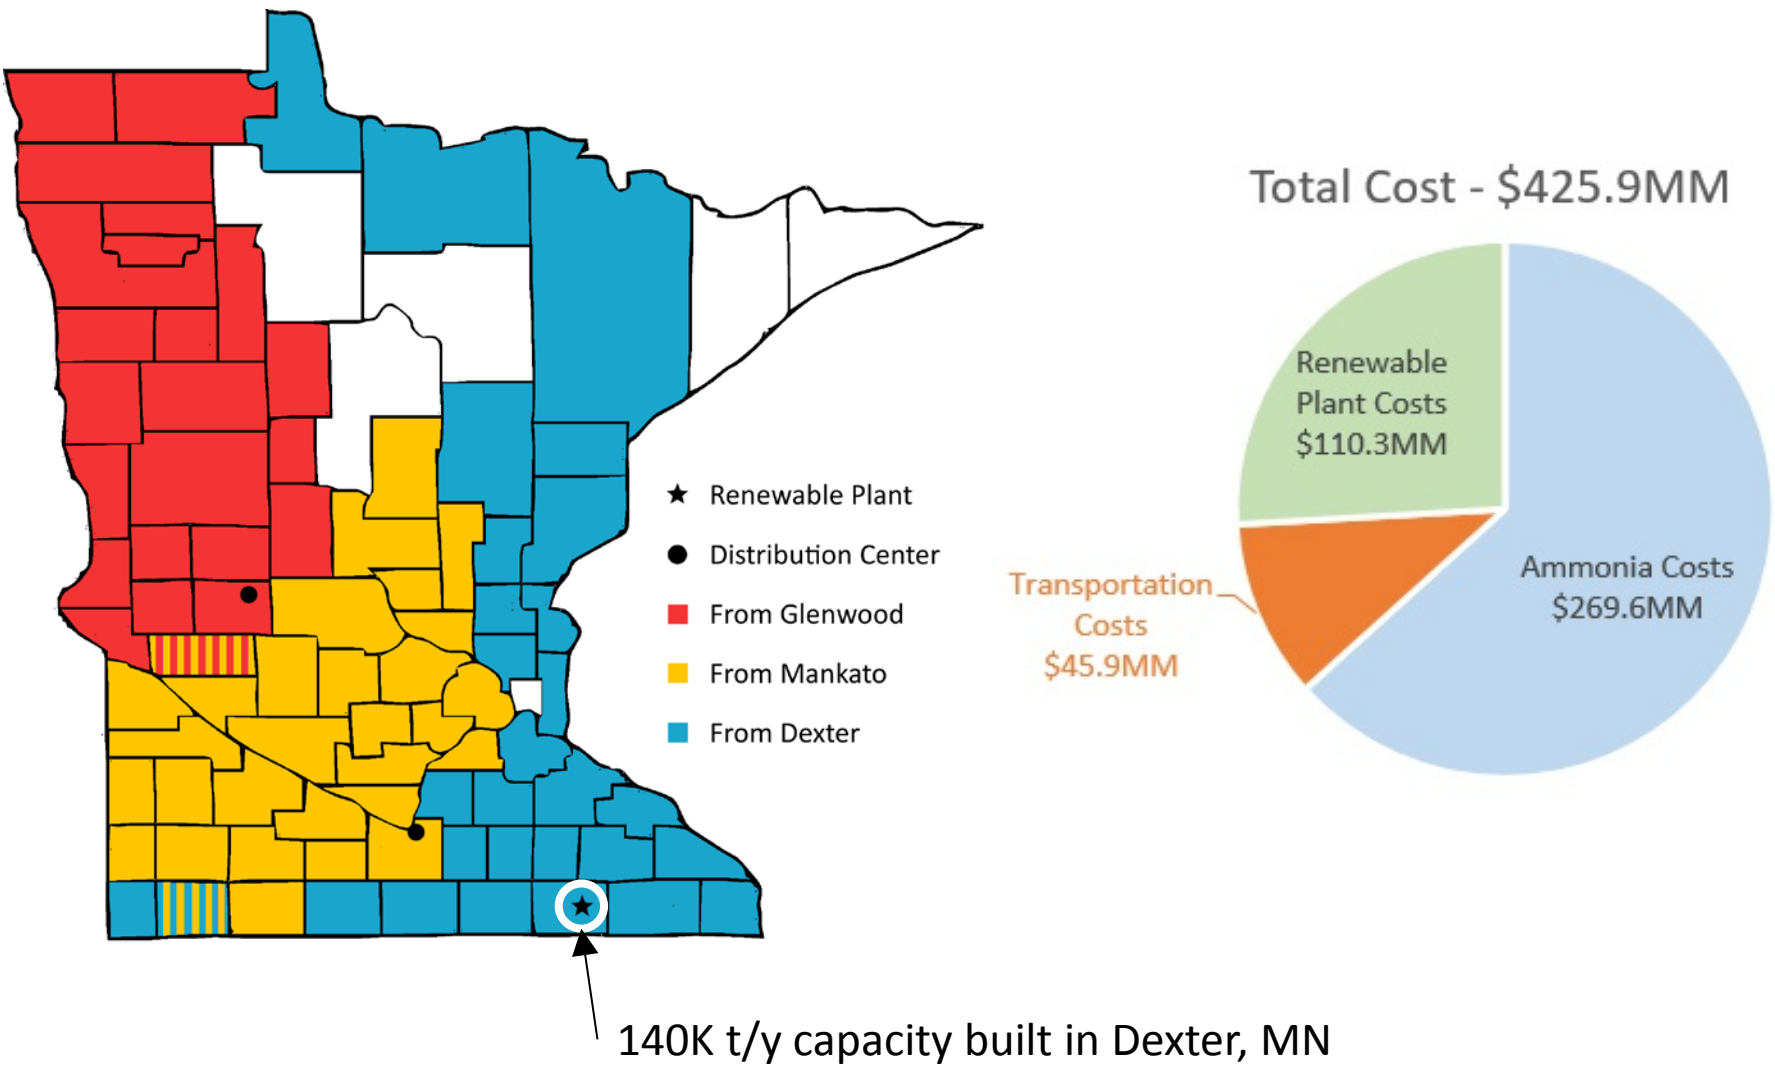 Total Cost - $425.9MM
Renewable
Plant Costs
$110.3MM
Ammonia Costs
$269.6MM
Transportation
Costs
$45.9MM
Renewable Plant
Distribution Center
From Glenwood
From Mankato
From Dexter
140K t/y capacity built in Dexter, MN